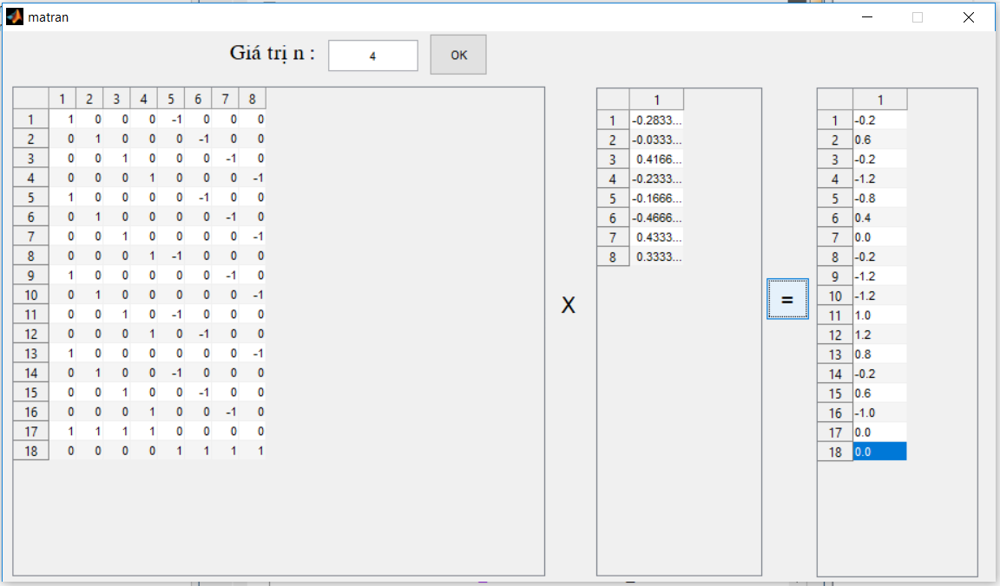 matran
Giá trị n :
4
OK
1 2 3 4 5 6 7 8
1 1 0 0 0 -1 0 0 0
2 0 1 0 0 0 -1 0 0
3 0 0 1 0 0 0 -1 0
4 0 0 0 1 0 0 0 -1
5 1 0 0 0 0 -1 0 0
6 0 1 0 0 0 0 -1 0
7 0 0 1 0 0 0 0 -1
8 0 0 0 1 -1 0 0 0
9 1 0 0 0 0 0 -1 0
10 0 1 0 0 0 0 0 -1
11 0 0 1 0 -1 0 0 0
12 0 0 0 1 0 -1 0 0
13 1 0 0 0 0 0 0 -1
14 0 1 0 0 -1 0 0 0
15 0 0 1 0 0 -1 0 0
16 0 0 0 1 0 0 -1 0
17 1 1 1 1 0 0 0 0
18 0 0 0 0 1 1 1 1
X
1
1 -0.2833...
2 -0.0333...
3 0.4166...
4 -0.2333...
5 -0.1666...
6 -0.4666...
7 0.4333...
8 0.3333...
=
1
1 -0.2
2 0.6
3 -0.2
4 -1.2
5 -0.8
6 0.4
7 0.0
8 -0.2
9 -1.2
10 -1.2
11 1.0
12 1.2
13 0.8
14 -0.2
15 0.6
16 -1.0
17 0.0
18 0.0